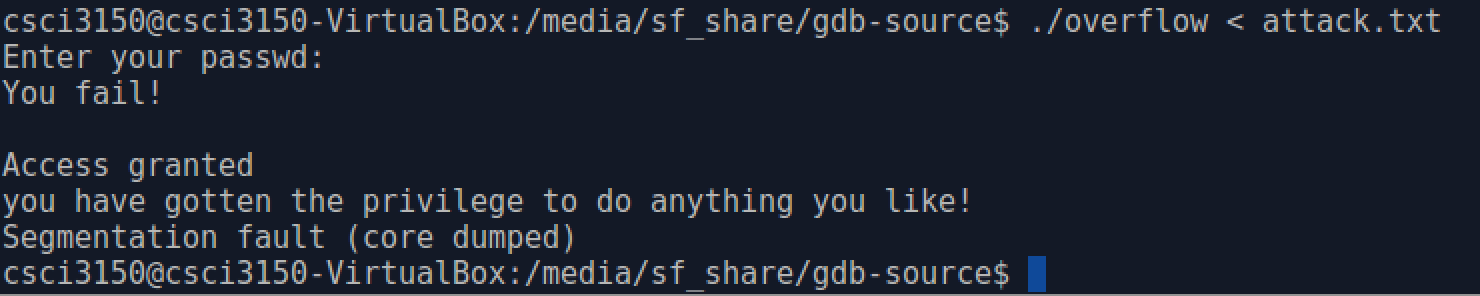 csci3150@csci3150-VirtualBox:/media/sf_share/gdb-source$ ./overflow < attack.txt
Enter your passwd:
You fail!

Access granted
you have gotten the privilege to do anything you like!
Segmentation fault (core dumped)
csci3150@csci3150-VirtualBox:/media/sf_share/gdb-source$